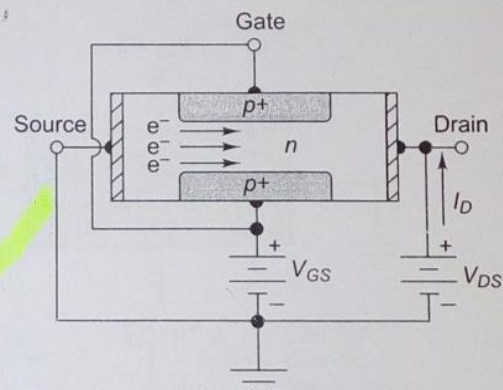 Gate
p+
Source
Drain
e⁻
e⁻
n
e⁻
p+
I_D
+
+
V_GS
V_DS
−
−